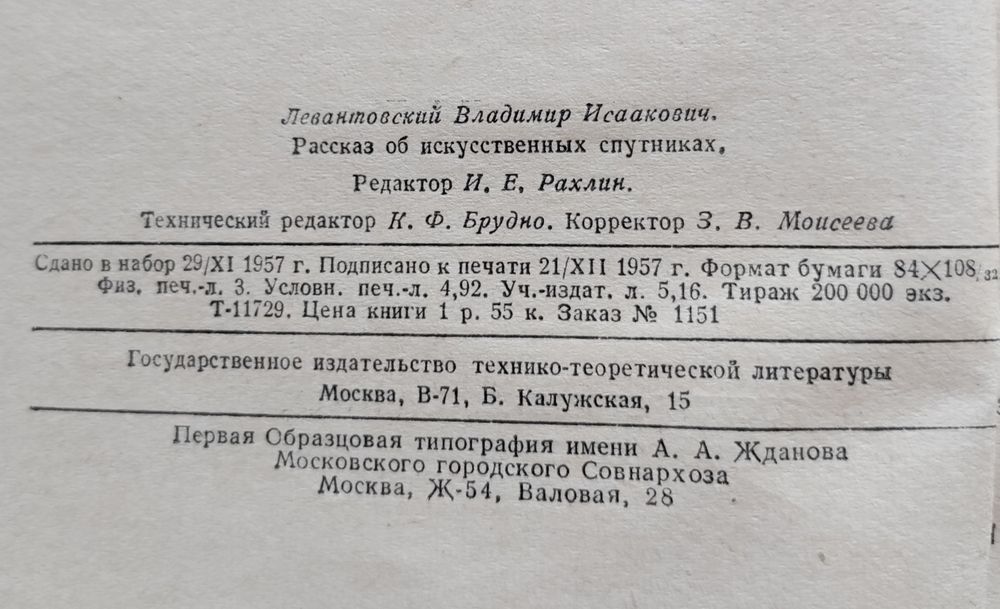 Левантовский Владимир Исаакович.
Рассказ об искусственных спутниках,
Редактор И. Е. Рахлин.
Технический редактор К. Ф. Брудно. Корректор З. В. Моисеева
Сдано в набор 29/XI 1957 г. Подписано к печати 21/XII 1957 г. Формат бумаги 84×108/32
Физ. печ.-л. 3. Условн. печ.-л. 4,92. Уч.-издат. л. 5,16. Тираж 200 000 экз.
Т-11729. Цена книги 1 р. 55 к. Заказ № 1151
Государственное издательство технико-теоретической литературы
Москва, В-71, Б. Калужская, 15
Первая Образцовая типография имени А. А. Жданова
Московского городского Совнархоза
Москва, Ж-54, Валовая, 28